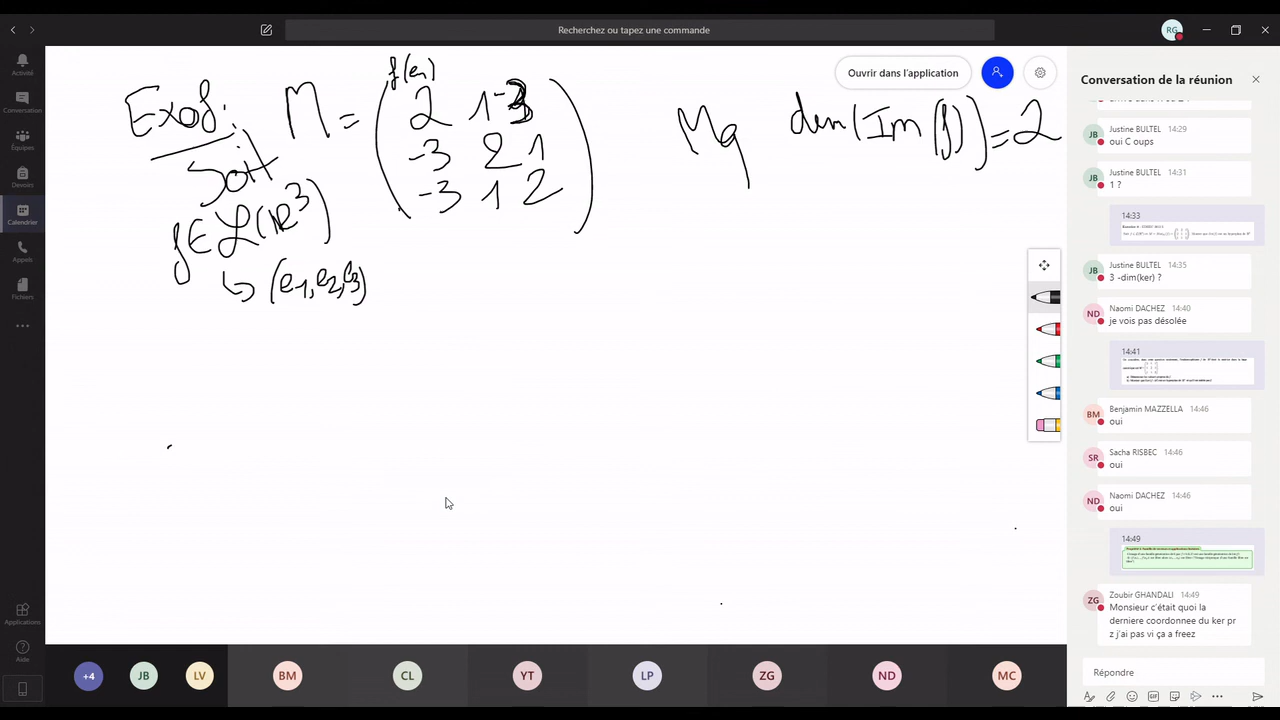 Recherchez ou tapez une commande
RG
Activité
Conversation
Équipes
Devoirs
Calendrier
Appels
Fichiers
Applications
Aide
Ouvrir dans l'application
f(e1)
Exo: M = ( 2 1 -3
-3 2 1
-3 1 2 )
Mq dim(Im(f))=2
Soit
f∈L(R³)
↳ (e1,e2,e3)
+4
JB
LV
BM
CL
YT
LP
ZG
ND
MC
Conversation de la réunion
Justine BULTEL 14:29
oui C oups
Justine BULTEL 14:31
1 ?
14:33
Justine BULTEL 14:35
3 -dim(ker) ?
Naomi DACHEZ 14:40
je vois pas désolée
14:41
Benjamin MAZZELLA 14:46
oui
Sacha RISBEC 14:46
oui
Naomi DACHEZ 14:46
oui
14:49
Zoubir GHANDALI 14:49
Monsieur c'était quoi la
derniere coordonnee du ker pr
z j'ai pas vi ça a freez
Répondre